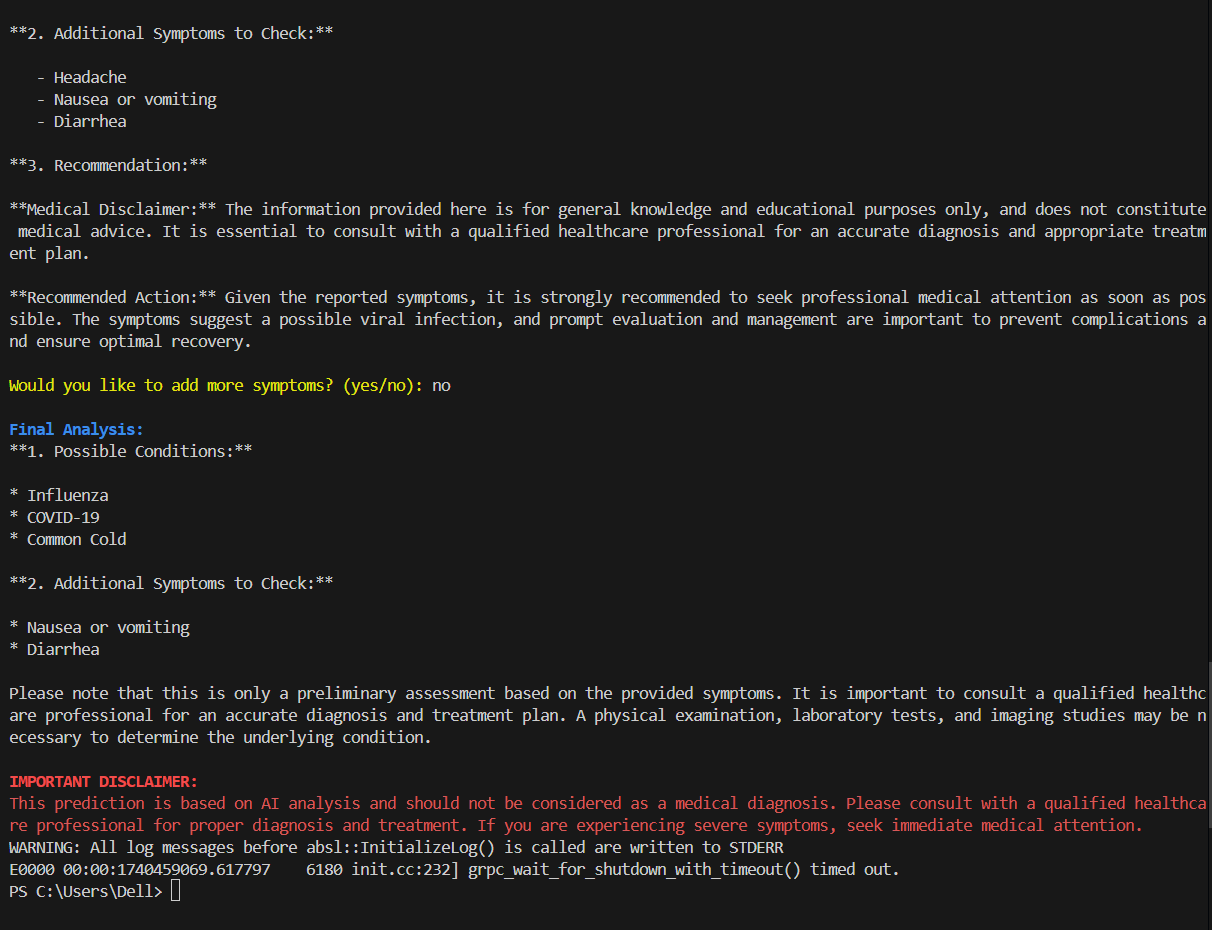 **2. Additional Symptoms to Check:**
- Headache
- Nausea or vomiting
- Diarrhea
**3. Recommendation:**
**Medical Disclaimer:** The information provided here is for general knowledge and educational purposes only, and does not constitute
medical advice. It is essential to consult with a qualified healthcare professional for an accurate diagnosis and appropriate treatm
ent plan.
**Recommended Action:** Given the reported symptoms, it is strongly recommended to seek professional medical attention as soon as pos
sible. The symptoms suggest a possible viral infection, and prompt evaluation and management are important to prevent complications a
nd ensure optimal recovery.
Would you like to add more symptoms? (yes/no): no
Final Analysis:
**1. Possible Conditions:**
* Influenza
* COVID-19
* Common Cold
**2. Additional Symptoms to Check:**
* Nausea or vomiting
* Diarrhea
Please note that this is only a preliminary assessment based on the provided symptoms. It is important to consult a qualified healthc
are professional for an accurate diagnosis and treatment plan. A physical examination, laboratory tests, and imaging studies may be n
ecessary to determine the underlying condition.
IMPORTANT DISCLAIMER:
This prediction is based on AI analysis and should not be considered as a medical diagnosis. Please consult with a qualified healthca
re professional for proper diagnosis and treatment. If you are experiencing severe symptoms, seek immediate medical attention.
WARNING: All log messages before absl::InitializeLog() is called are written to STDERR
E0000 00:00:1740459069.617797    6180 init.cc:232] grpc_wait_for_shutdown_with_timeout() timed out.
PS C:\Users\Dell>